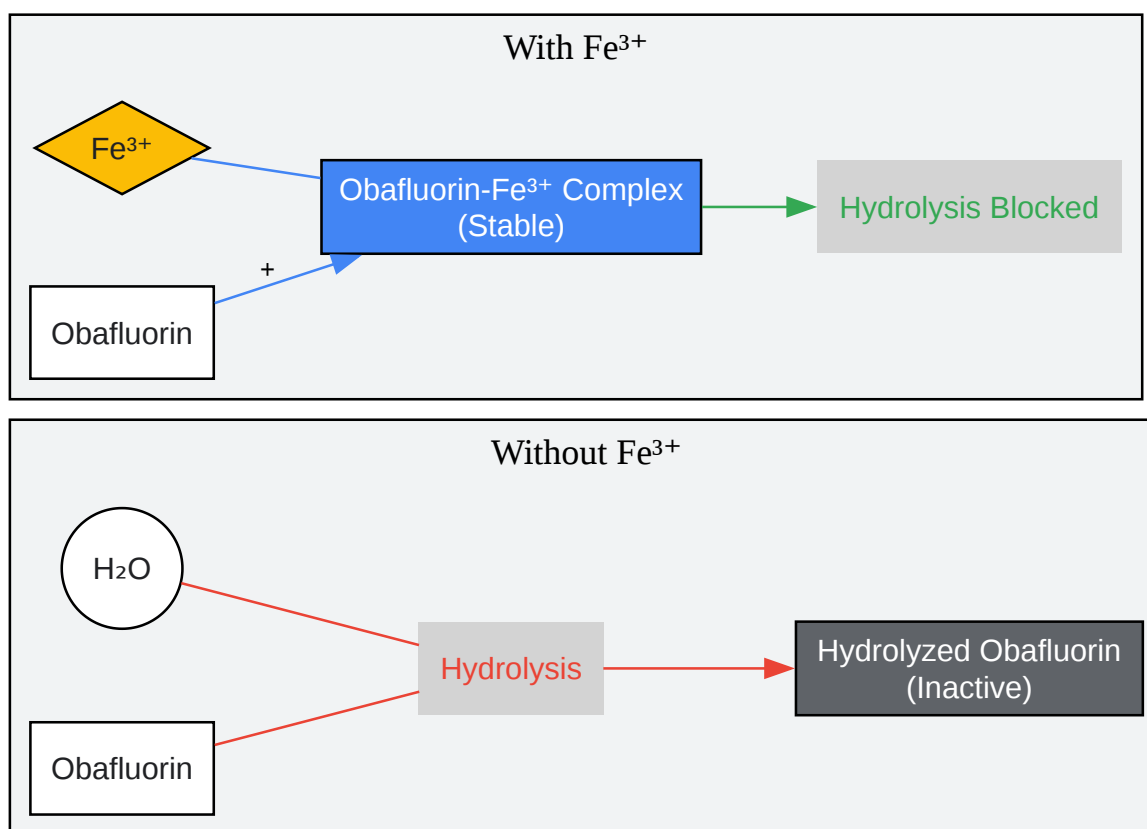 With Fe³⁺
Fe³⁺
Obafluorin-Fe³⁺ Complex
(Stable)
Hydrolysis Blocked
+
Obafluorin
Without Fe³⁺
H₂O
Hydrolysis
Hydrolyzed Obafluorin
(Inactive)
Obafluorin